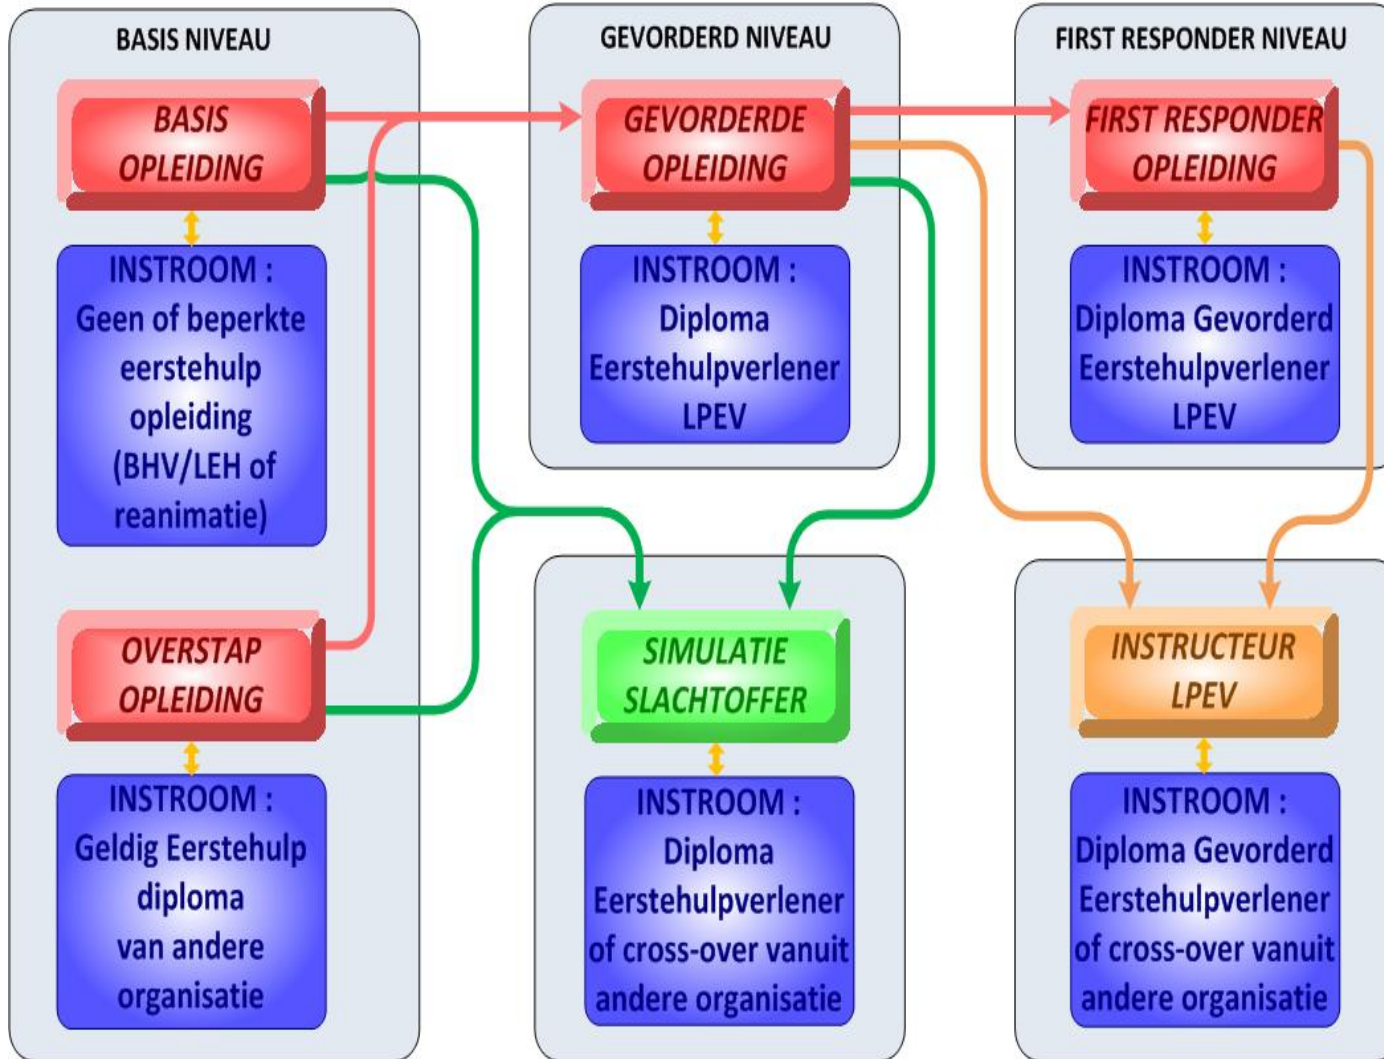 BASIS NIVEAU
BASIS
OPLEIDING
INSTROOM :
Geen of beperkte
eerstehulp
opleiding
(BHV/LEH of
reanimatie)
OVERSTAP
OPLEIDING
INSTROOM :
Geldig Eerstehulp
diploma
van andere
organisatie
GEVORDERD NIVEAU
GEVORDERDE
OPLEIDING
INSTROOM :
Diploma
Eerstehulpverlener
LPEV
SIMULATIE
SLACHTOFFER
INSTROOM :
Diploma
Eerstehulpverlener
of cross-over vanuit
andere organisatie
FIRST RESPONDER NIVEAU
FIRST RESPONDER
OPLEIDING
INSTROOM :
Diploma Gevorderd
Eerstehulpverlener
LPEV
INSTRUCTEUR
LPEV
INSTROOM :
Diploma Gevorderd
Eerstehulpverlener
of cross-over vanuit
andere organisatie